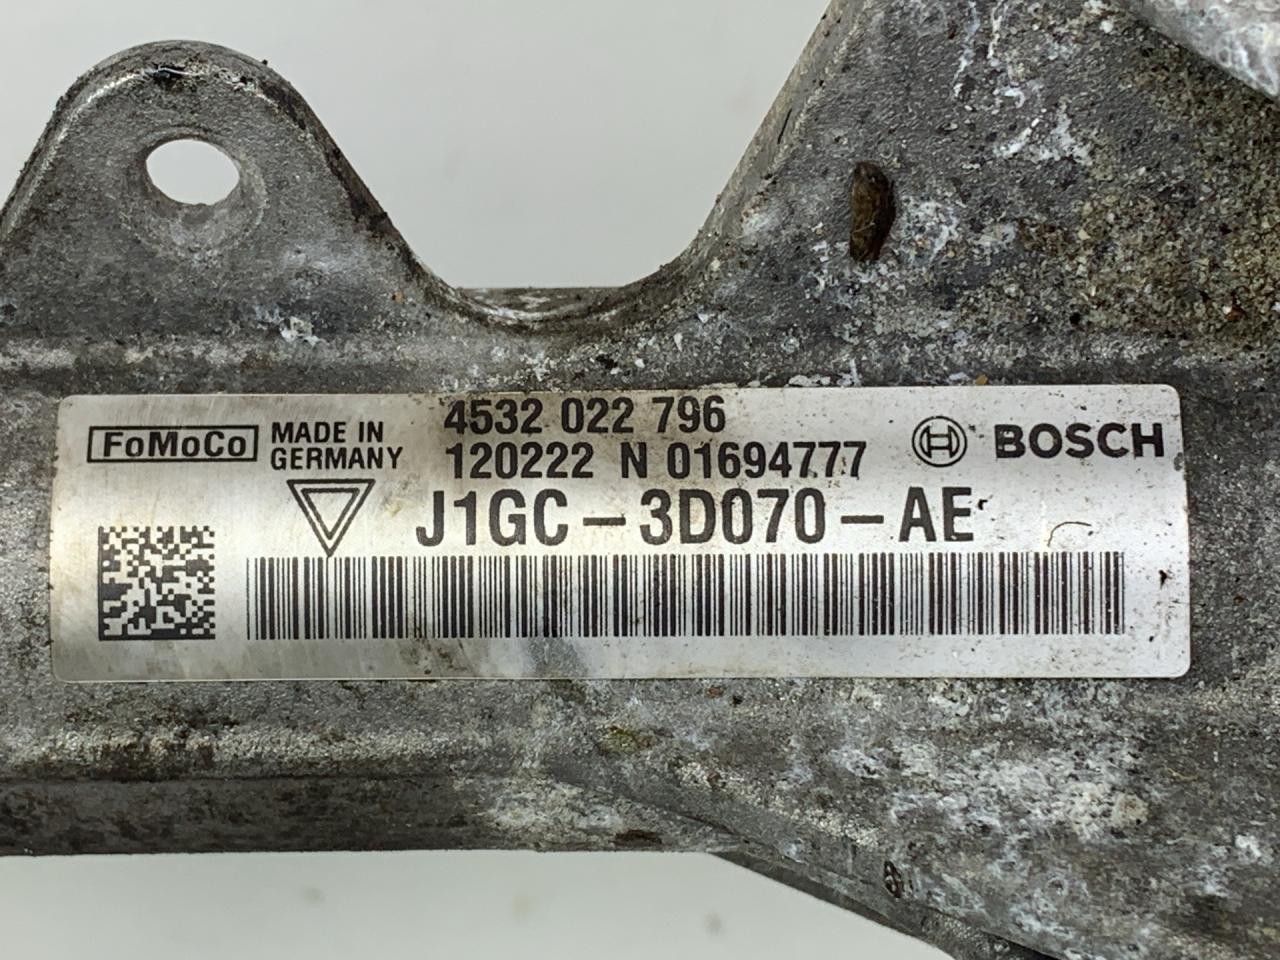 FoMoCo
MADE IN
GERMANY
4532 022 796
120222 N 01694777
BOSCH
J1GC-3D070-AE